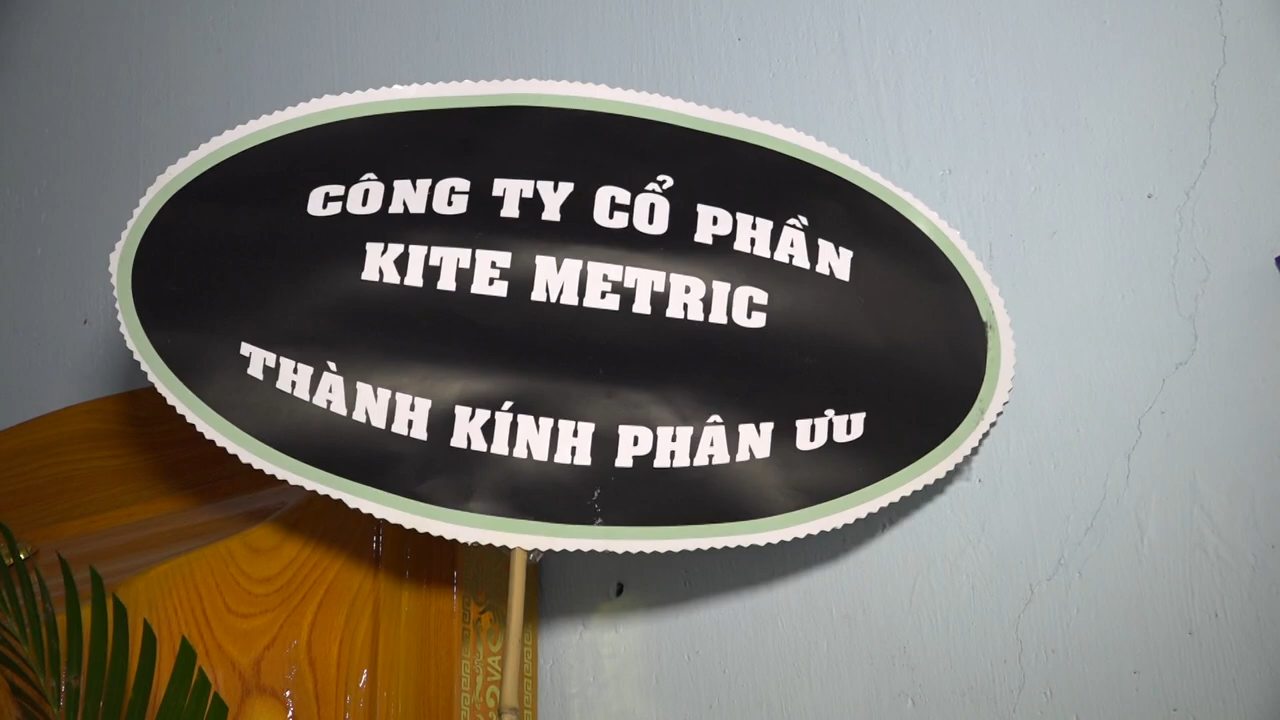 CÔNG TY CỔ PHẦN
KITE METRIC
THÀNH KÍNH PHÂN ƯU